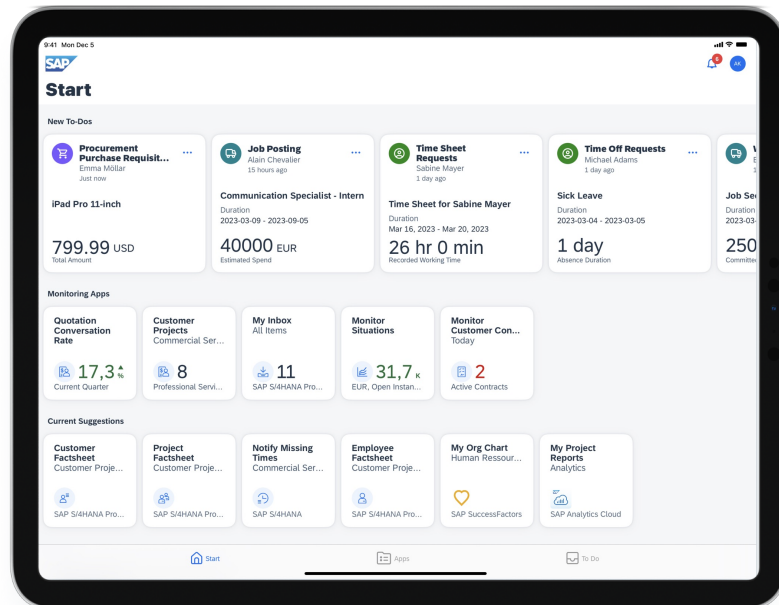 9:41 Mon Dec 5
SAP
5
AK
Start
New To-Dos
Procurement
Purchase Requisit...
Emma Möllar
Just now
iPad Pro 11-inch
799.99 USD
Total Amount
Job Posting
Alain Chevalier
15 hours ago
Communication Specialist - Intern
Duration
2023-03-09 - 2023-09-05
40000 EUR
Estimated Spend
Time Sheet
Requests
Sabine Mayer
1 day ago
Time Sheet for Sabine Mayer
Duration
Mar 16, 2023 - Mar 20, 2023
26 hr 0 min
Recorded Working Time
Time Off Requests
Michael Adams
1 day ago
Sick Leave
Duration
2023-03-04 - 2023-03-05
1 day
Absence Duration
Job Se
Duration
2023-03-
250
Committe
Monitoring Apps
Quotation
Conversation
Rate
17,3 %
Current Quarter
Customer
Projects
Commercial Ser...
8
Professional Servi...
My Inbox
All Items
11
SAP S/4HANA Pro...
Monitor
Situations
31,7 K
EUR, Open Instan...
Monitor
Customer Con...
Today
2
Active Contracts
Current Suggestions
Customer
Factsheet
Customer Proje...
SAP S/4HANA Pro...
Project
Factsheet
Customer Proje...
SAP S/4HANA Pro...
Notify Missing
Times
Commercial Ser...
SAP S/4HANA
Employee
Factsheet
Customer Proje...
SAP S/4HANA Pro...
My Org Chart
Human Ressour...
SAP SuccessFactors
My Project
Reports
Analytics
SAP Analytics Cloud
Start
Apps
To Do